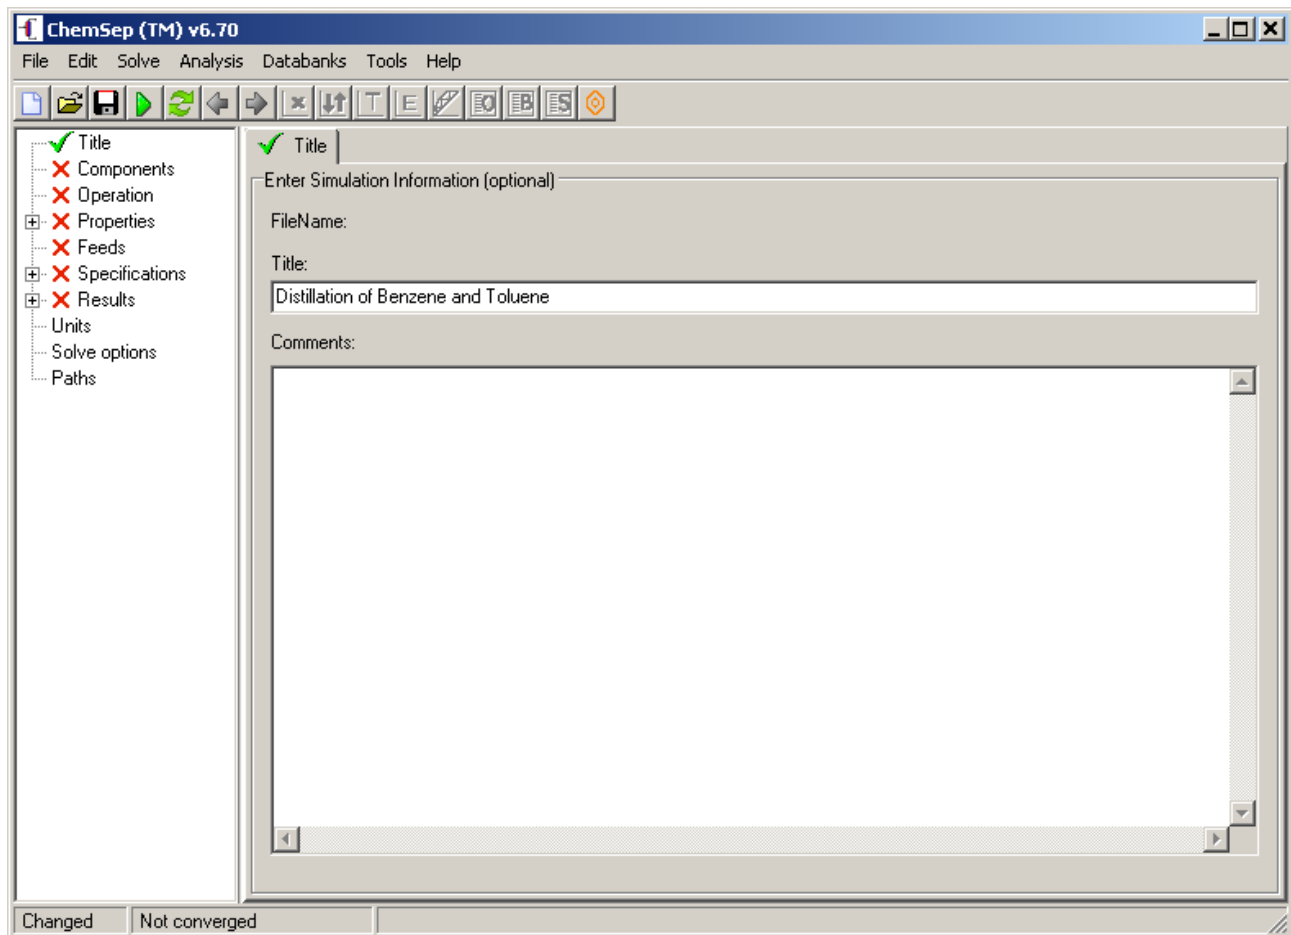 ChemSep (TM) v6.70
File Edit Solve Analysis Databanks Tools Help
T E O B S
Title
Components
Operation
Properties
Feeds
Specifications
Results
Units
Solve options
Paths
Title
Enter Simulation Information (optional)
FileName:
Title:
Distillation of Benzene and Toluene
Comments:
Changed Not converged